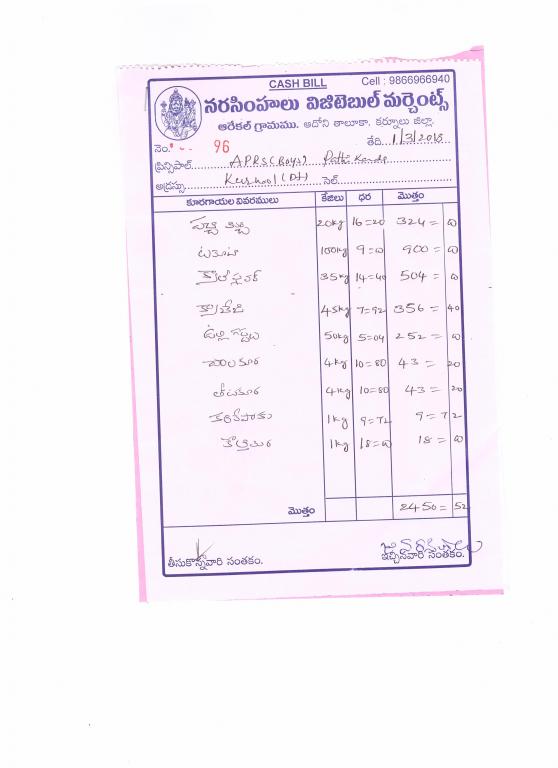 CASH BILL Cell : 9866966940
నరసింహులు విజిటెబుల్ మర్చెంట్స్
ఆరేకల్ గ్రామము. ఆదోని తాలూకా, కర్నూలు జిల్లా.
నెం. 96 తేది 1/3/2018
ప్రిన్సిపాల్ APRS (Boys)
అడ్రస్సు Kurnool (Dt) సెల్
కూరగాయల వివరములు కేజీలు ధర మొత్తం
పచ్చి మిర్చి 20kg 16=20 324=00
టమోటా 100kg 9=00 900=00
35kg 14=40 504=00
క్యాబేజి 45kg 7=92 356=40
ఉల్లి గడ్డలు 50kg 5=04 252=00
పాలకూర 4kg 10=80 43=20
తోటకూర 4kg 10=80 43=20
కరివేపాకు 1kg 9=72 9=72
కొత్తిమీర 1kg 18=00 18=00
మొత్తం 2450=52
తీసుకొన్నవారి సంతకం. ఇచ్చినవారి సంతకం.